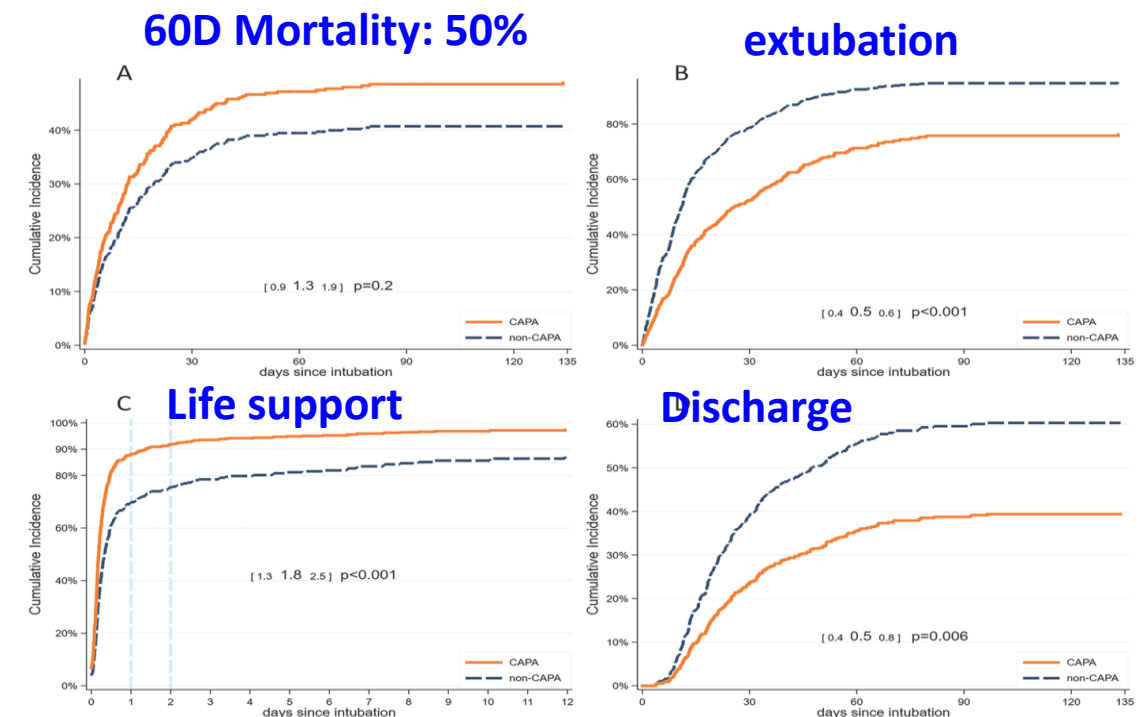 60D Mortality: 50%
A
Cumulative Incidence
40%
30%
20%
10%
0%
[ 0.9 1.3 1.9 ] p=0.2
CAPA
non-CAPA
0 30 60 90 120 135
days since intubation
extubation
B
Cumulative Incidence
80%
60%
40%
20%
0%
[ 0.4 0.5 0.6 ] p<0.001
CAPA
non-CAPA
0 30 60 90 120 135
days since intubation
C
Life support
Cumulative Incidence
100%
90%
80%
60%
40%
20%
0%
[ 1.3 1.8 2.5 ] p<0.001
CAPA
non-CAPA
0 1 2 3 4 5 6 7 8 9 10 11 12
days since intubation
D
Discharge
Cumulative Incidence
60%
50%
40%
30%
20%
10%
0%
[ 0.4 0.5 0.8 ] p=0.006
CAPA
non-CAPA
0 30 60 90 120 135
days since intubation